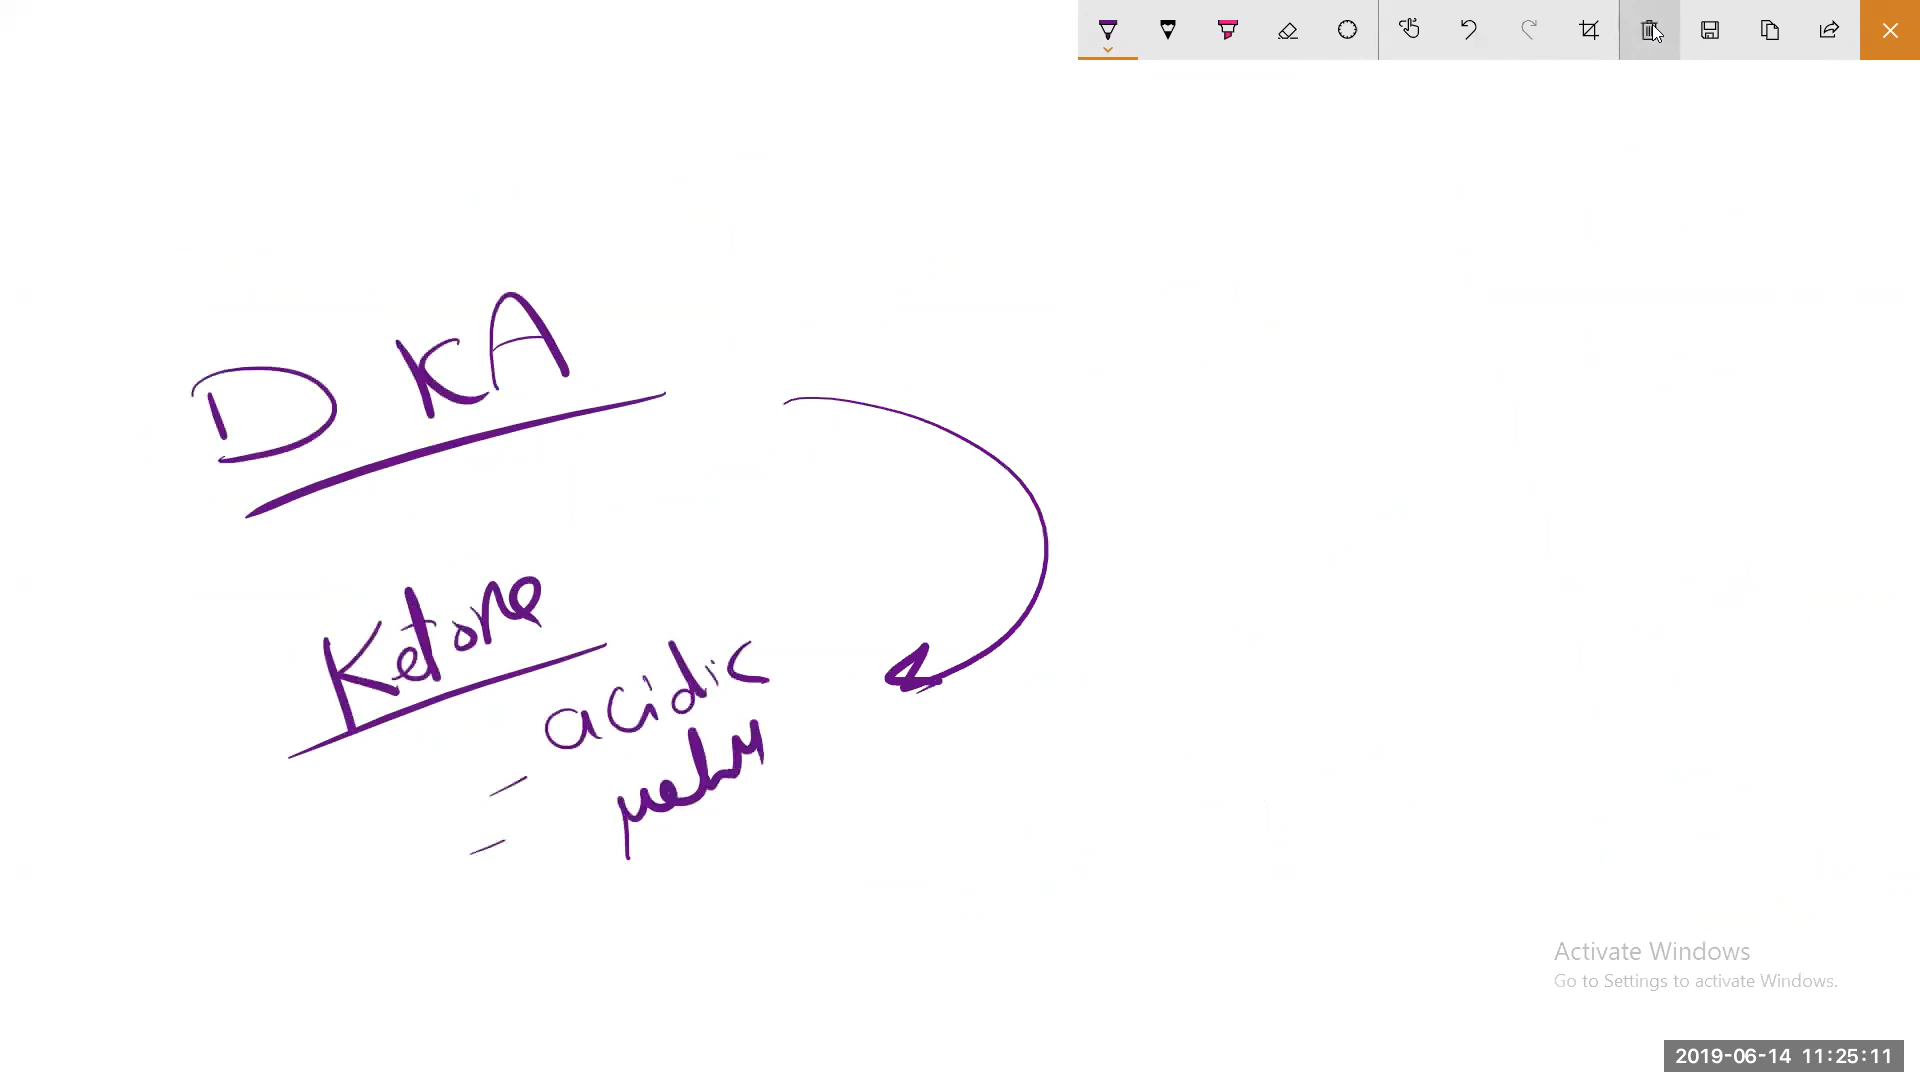 DKA
Ketone
- acidic
-
Activate Windows
Go to Settings to activate Windows.
2019-06-14 11:25:11